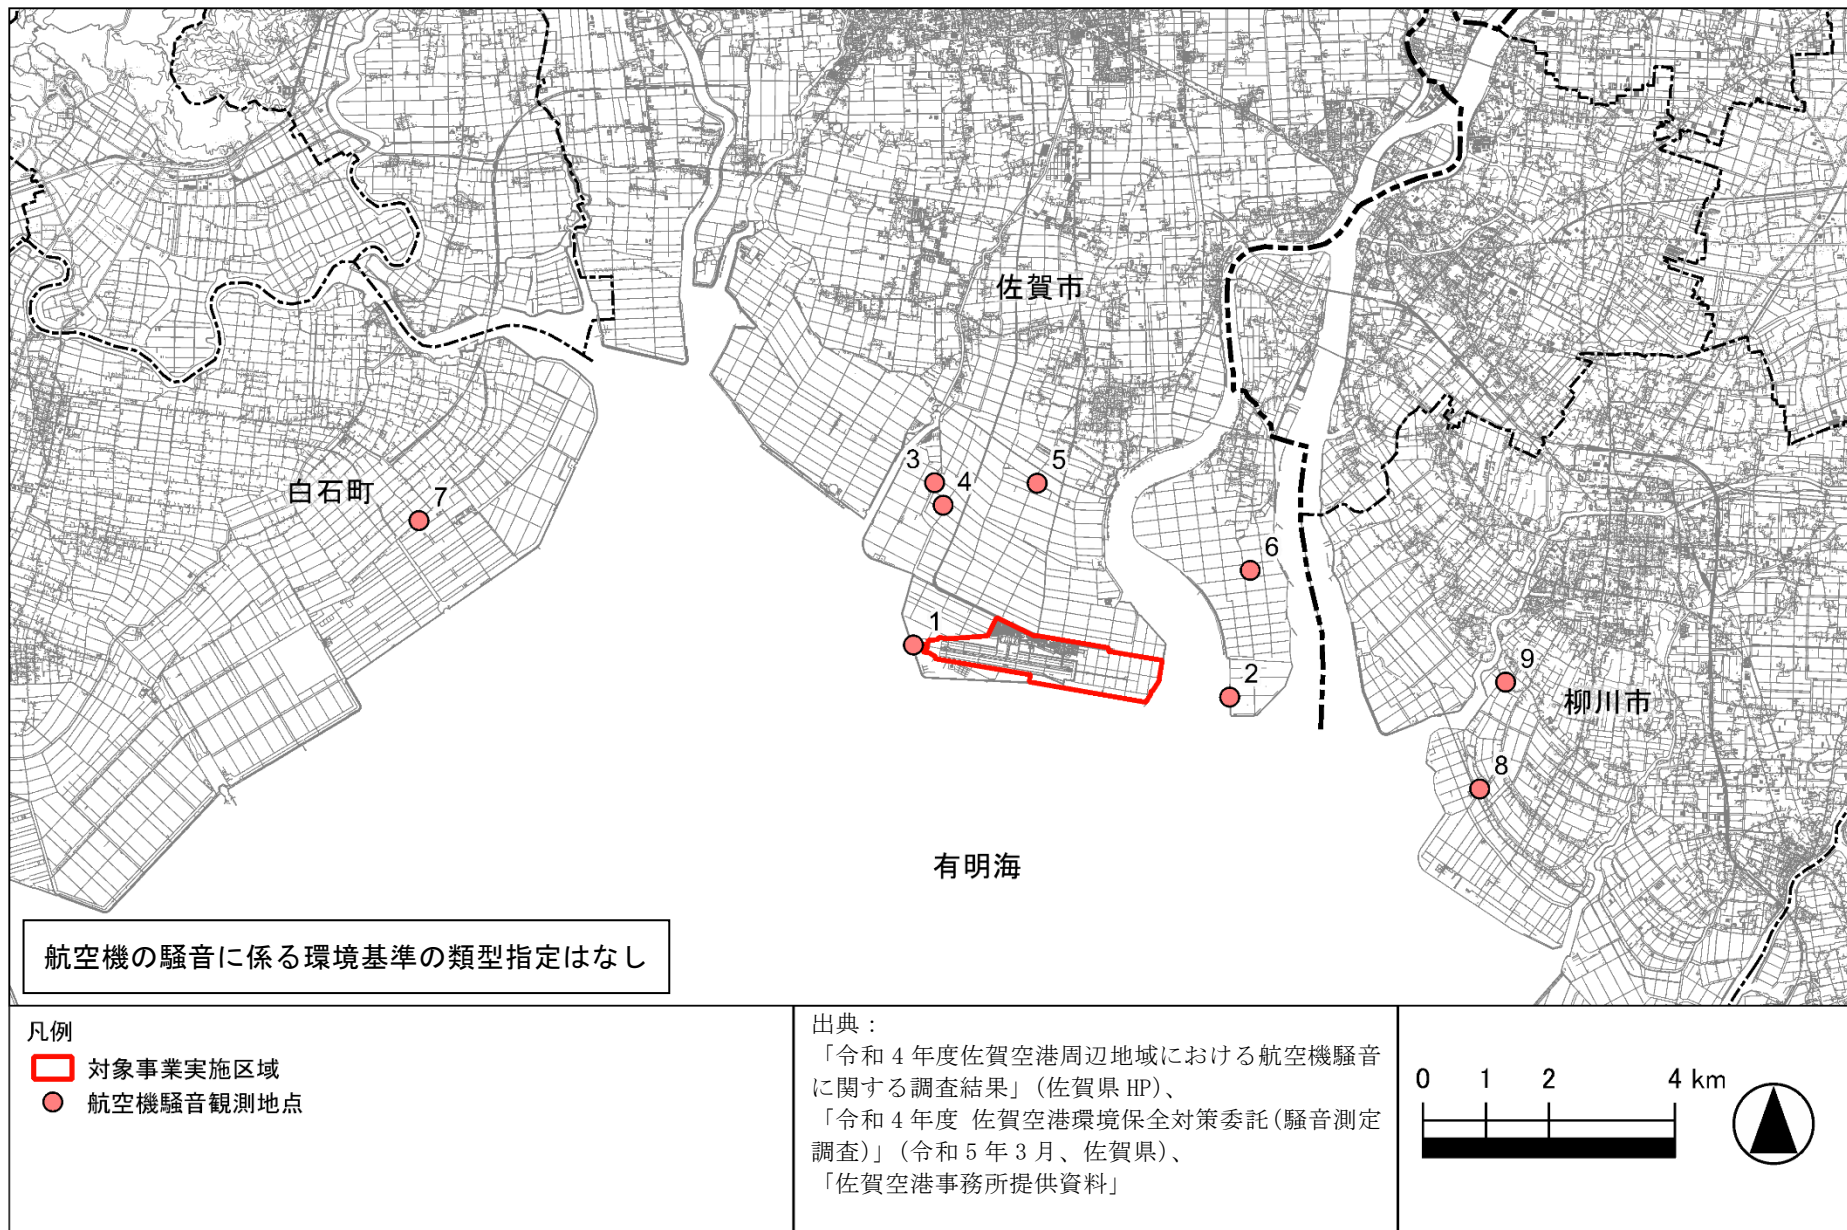 佐賀市
3
5
4
白石町
7
6
1
2
9
柳川市
8
有明海
航空機の騒音に係る環境基準の類型指定はなし
凡例
対象事業実施区域
航空機騒音観測地点
出典：
「令和４年度佐賀空港周辺地域における航空機騒音
に関する調査結果」(佐賀県 HP)、
「令和４年度 佐賀空港環境保全対策委託(騒音測定
調査)」(令和５年３月、佐賀県)、
「佐賀空港事務所提供資料」
0 1 2 4 km